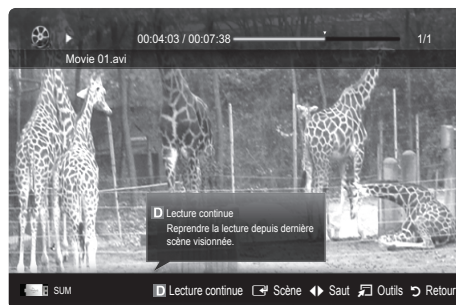 00:04:03 / 00:07:38 1/1
Movie 01.avi
D Lecture continue
Reprendre la lecture depuis dernière
scène visionnée.
SUM D Lecture continue Scène Saut Outils Retour